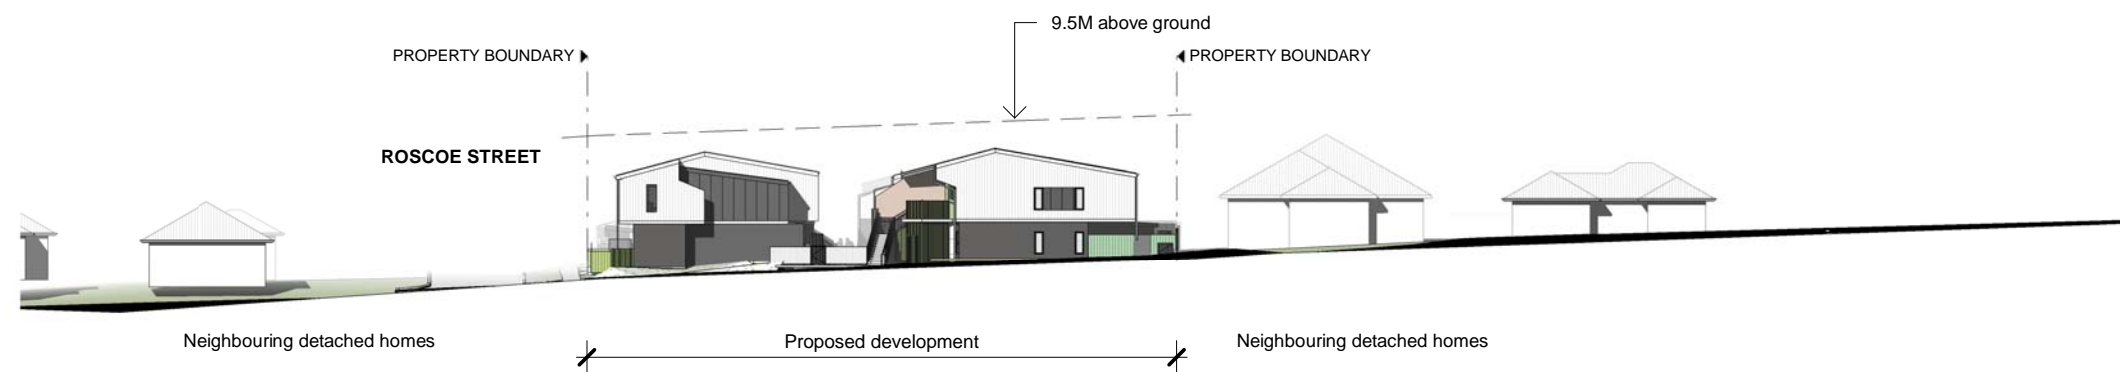 9.5M above ground
PROPERTY BOUNDARY
PROPERTY BOUNDARY
ROSCOE STREET
Neighbouring detached homes
Proposed development
Neighbouring detached homes